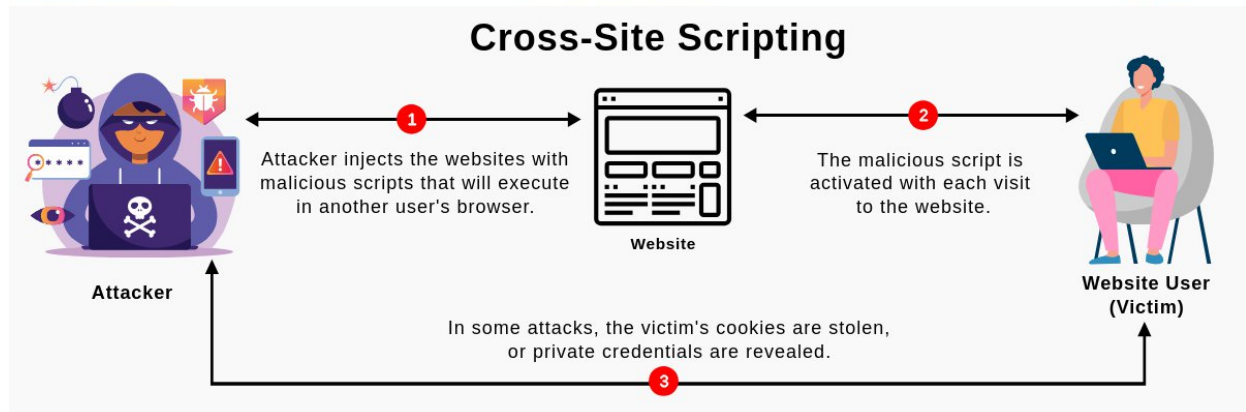 Cross-Site Scripting
1
Attacker injects the websites with
malicious scripts that will execute
in another user's browser.
Attacker
Website
2
The malicious script is
activated with each visit
to the website.
Website User
(Victim)
In some attacks, the victim's cookies are stolen,
or private credentials are revealed.
3